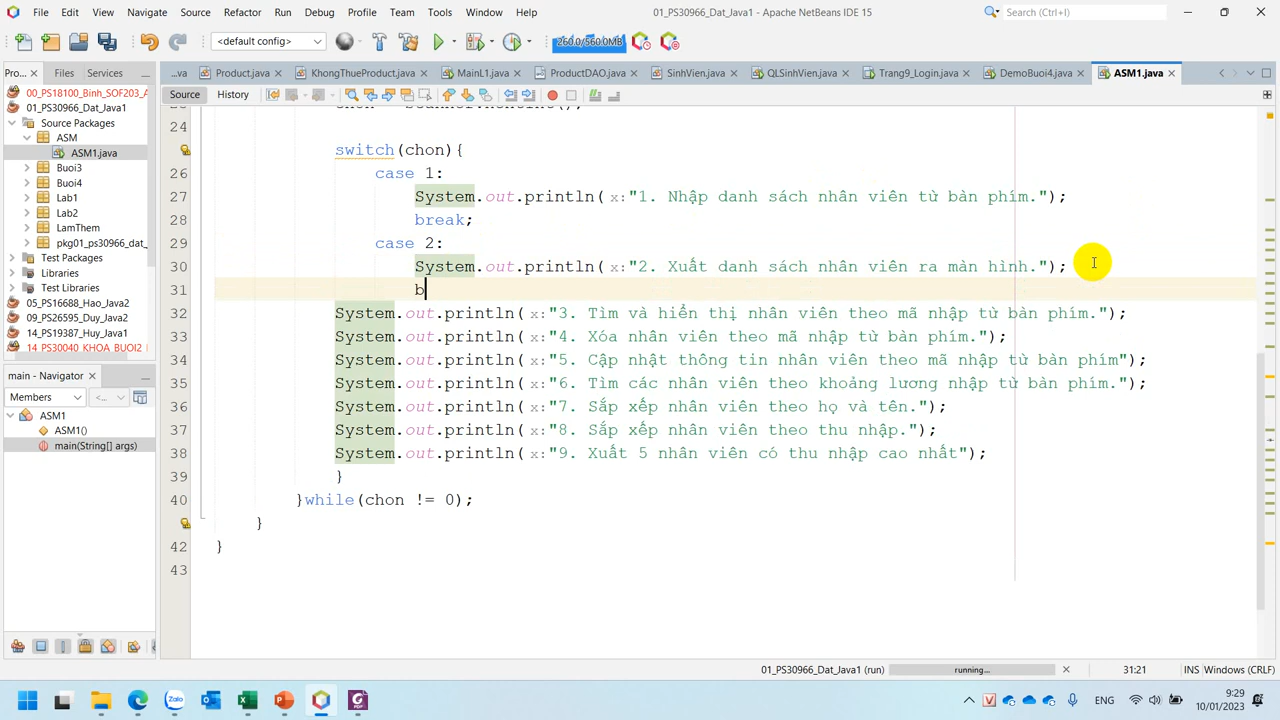 File Edit View Navigate Source Refactor Run Debug Profile Team Tools Window Help 01_PS30966_Dat_Java1 - Apache NetBeans IDE 15 Search (Ctrl+I)
<default config> 260.0/560.0MB
Pro... Files Services ...va Product.java KhongThueProduct.java MainL1.java ProductDAO.java SinhVien.java QLSinhVien.java Trang9_Login.java DemoBuoi4.java ASM1.java
Source History
00_PS18100_Binh_SOF203_A
01_PS30966_Dat_Java1
Source Packages
ASM
ASM1.java
Buoi3
Buoi4
Lab1
Lab2
LamThem
pkg01_ps30966_dat_
Test Packages
Libraries
Test Libraries
05_PS16688_Hao_Java2
09_PS26595_Duy_Java1
14_PS19387_Huy_Java1
14 PS30040 KHOA BUOI2
main - Navigator
Members <...>
ASM1
ASM1()
main(String[] args)
24
switch(chon){
26 case 1:
27 System.out.println(x:"1. Nhập danh sách nhân viên từ bàn phím.");
28 break;
29 case 2:
30 System.out.println(x:"2. Xuất danh sách nhân viên ra màn hình.");
31 b
32 System.out.println(x:"3. Tìm và hiển thị nhân viên theo mã nhập từ bàn phím.");
33 System.out.println(x:"4. Xóa nhân viên theo mã nhập từ bàn phím.");
34 System.out.println(x:"5. Cập nhật thông tin nhân viên theo mã nhập từ bàn phím");
35 System.out.println(x:"6. Tìm các nhân viên theo khoảng lương nhập từ bàn phím.");
36 System.out.println(x:"7. Sắp xếp nhân viên theo họ và tên.");
37 System.out.println(x:"8. Sắp xếp nhân viên theo thu nhập.");
38 System.out.println(x:"9. Xuất 5 nhân viên có thu nhập cao nhất");
39 }
40 }while(chon != 0);
}
42 }
43
01_PS30966_Dat_Java1 (run) running... 31:21 INS Windows (CRLF)
Zalo ENG 9:29
10/01/2023